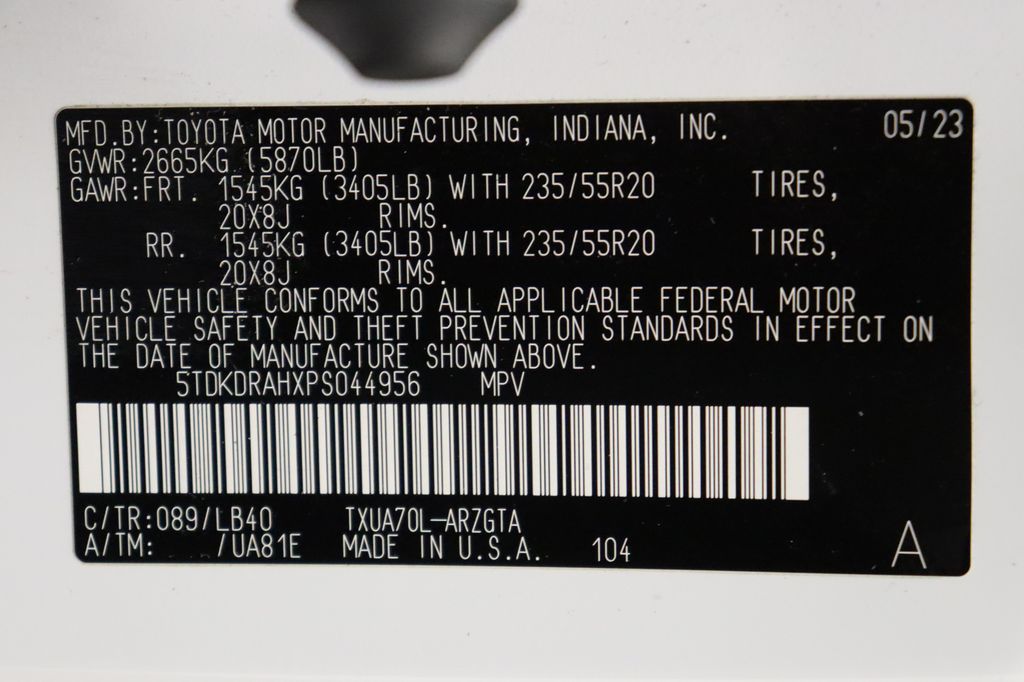 MFD.BY:TOYOTA MOTOR MANUFACTURING, INDIANA, INC. 05/23
GVWR:2665KG (5870LB)
GAWR:FRT. 1545KG (3405LB) WITH 235/55R20 TIRES,
20X8J RIMS.
RR. 1545KG (3405LB) WITH 235/55R20 TIRES,
20X8J RIMS.
THIS VEHICLE CONFORMS TO ALL APPLICABLE FEDERAL MOTOR
VEHICLE SAFETY AND THEFT PREVENTION STANDARDS IN EFFECT ON
THE DATE OF MANUFACTURE SHOWN ABOVE.
5TDKDRAHXPS044956 MPV
C/TR:089/LB40 TXUA70L-ARZGTA
A/TM: /UA81E MADE IN U.S.A. 104 A